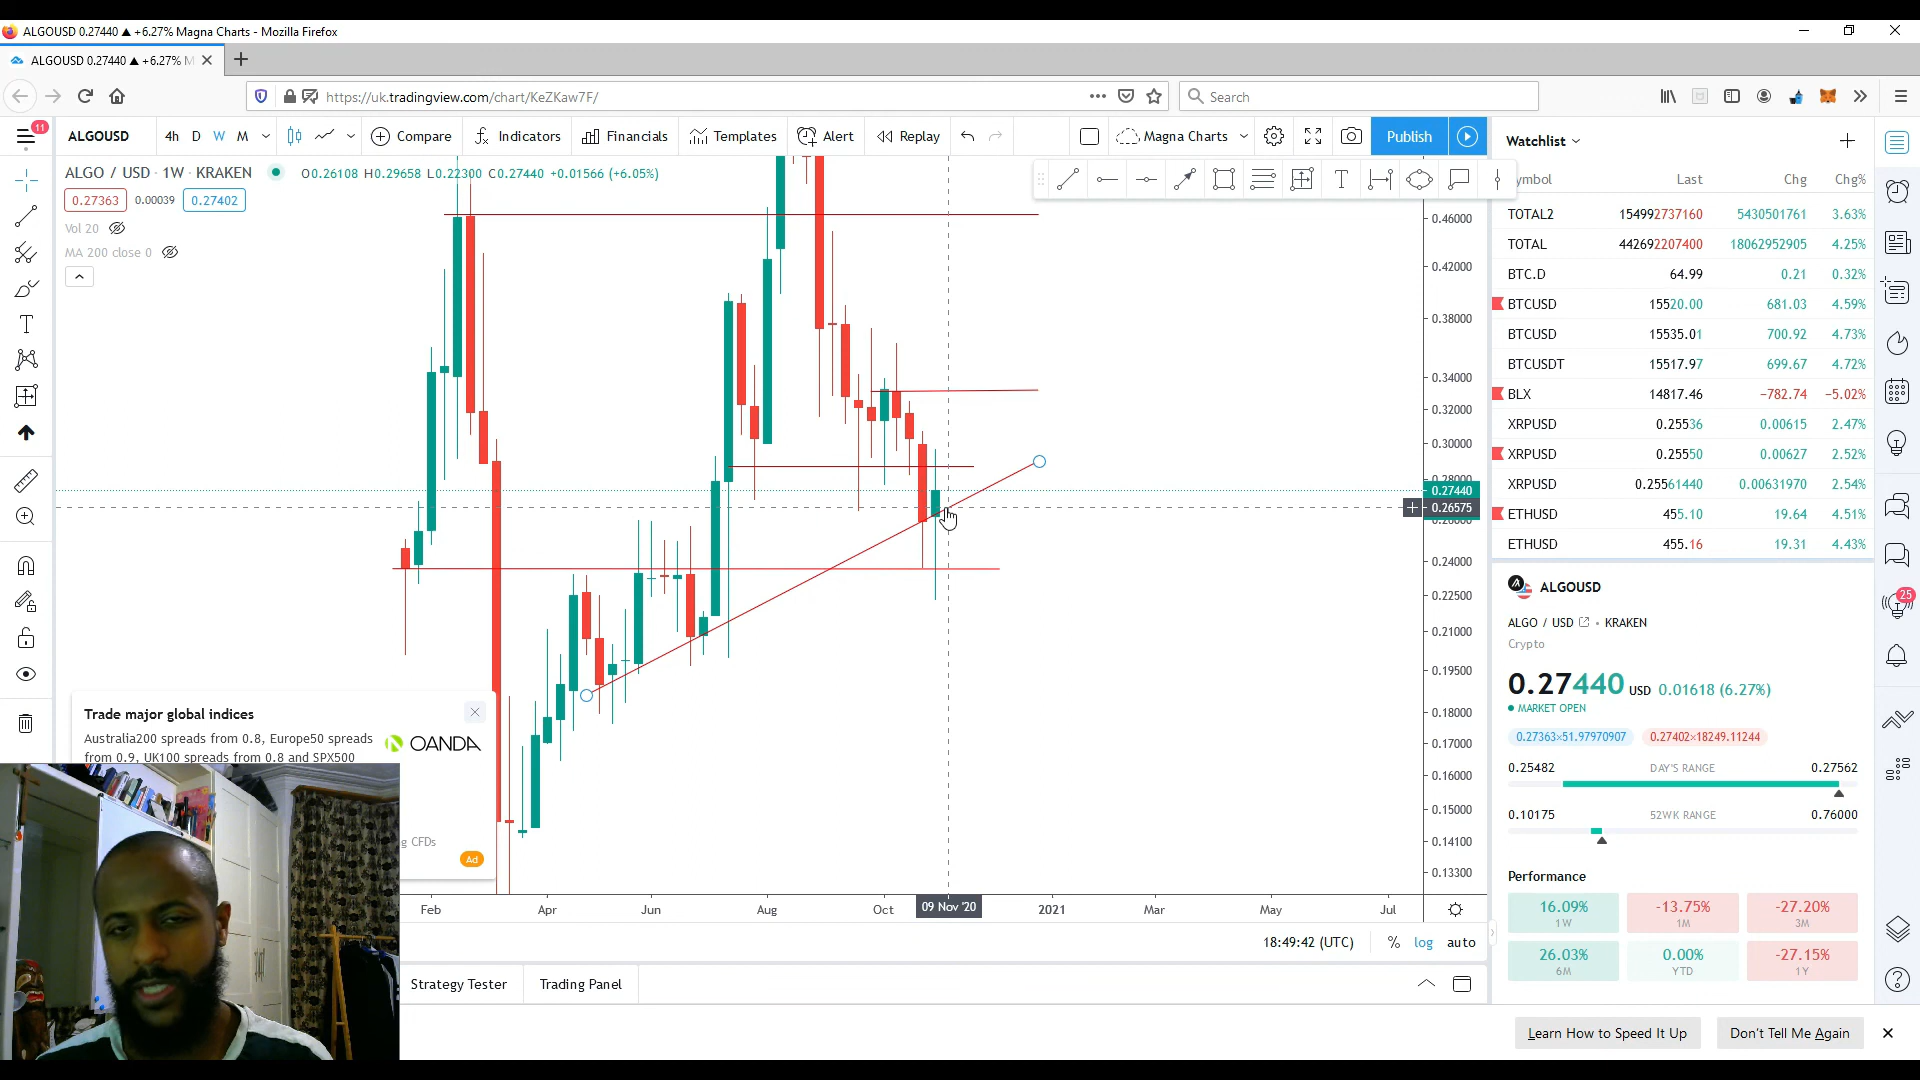 ALGOUSD 0.27440 ▲ +6.27% Magna Charts - Mozilla Firefox
ALGOUSD 0.27440 ▲ +6.27% M
https://uk.tradingview.com/chart/KeZKaw7F/
Search
11
ALGOUSD
4h D W M
Compare
Indicators
Financials
Templates
Alert
Replay
Magna Charts
Publish
ALGO / USD · 1W · KRAKEN
O0.26108 H0.29658 L0.22300 C0.27440 +0.01566 (+6.05%)
0.27363 0.00039 0.27402
Vol 20
MA 200 close 0
0.46000
0.42000
0.38000
0.34000
0.32000
0.30000
0.28000
0.27440
0.26575
0.26000
0.24000
0.22500
0.21000
0.19500
0.18000
0.17000
0.16000
0.15000
0.14100
0.13300
Trade major global indices
Australia200 spreads from 0.8, Europe50 spreads
from 0.9, UK100 spreads from 0.8 and SPX500
OANDA
g CFDs
Ad
Feb Apr Jun Aug Oct 09 Nov '20 2021 Mar May Jul
18:49:42 (UTC) % log auto
Strategy Tester Trading Panel
Watchlist
ymbol Last Chg Chg%
TOTAL2 154992737160 5430501761 3.63%
TOTAL 442692207400 18062952905 4.25%
BTC.D 64.99 0.21 0.32%
BTCUSD 15520.00 681.03 4.59%
BTCUSD 15535.01 700.92 4.73%
BTCUSDT 15517.97 699.67 4.72%
BLX 14817.46 −782.74 −5.02%
XRPUSD 0.25536 0.00615 2.47%
XRPUSD 0.25550 0.00627 2.52%
XRPUSD 0.25561440 0.00631970 2.54%
ETHUSD 455.10 19.64 4.51%
ETHUSD 455.16 19.31 4.43%
ALGOUSD
25
ALGO / USD • KRAKEN
Crypto
0.27440 USD 0.01618 (6.27%)
MARKET OPEN
0.27363×51.97970907 0.27402×18249.11244
0.25482 DAY'S RANGE 0.27562
0.10175 52WK RANGE 0.76000
Performance
16.09% -13.75% -27.20%
1W 1M 3M
26.03% 0.00% -27.15%
6M YTD 1Y
Learn How to Speed It Up Don't Tell Me Again